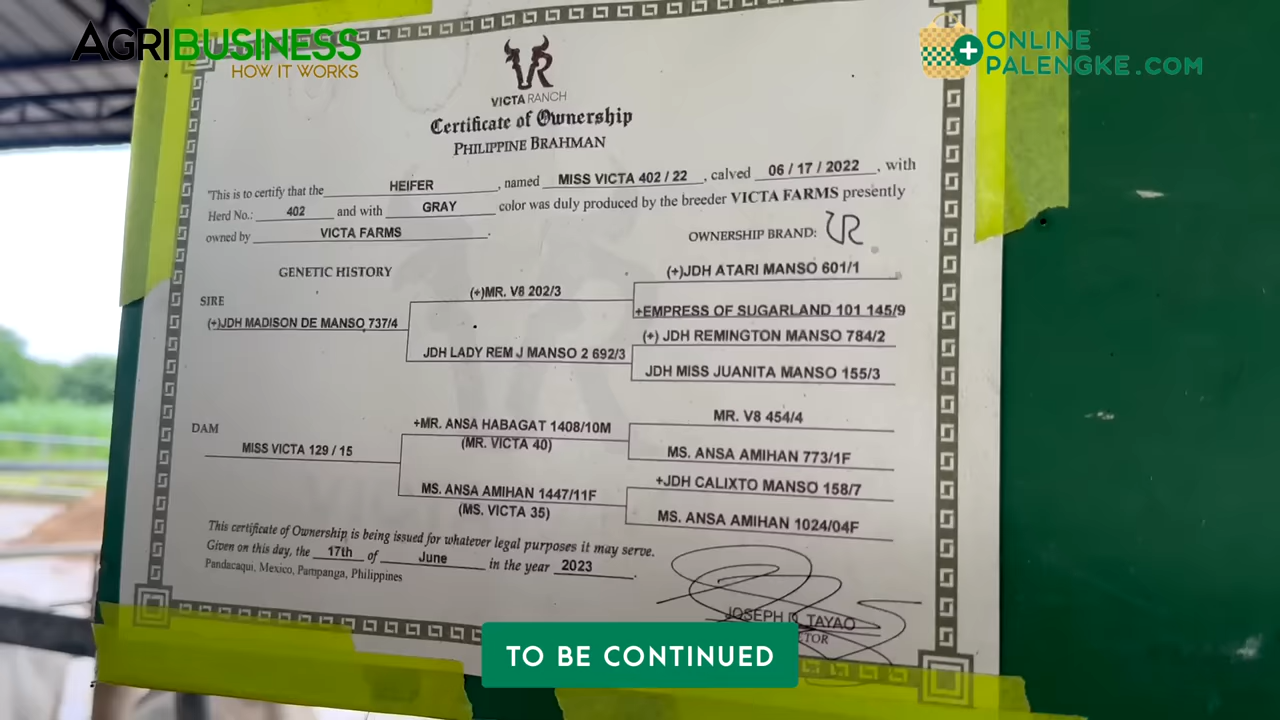 AGRIBUSINESS
HOW IT WORKS
ONLINE
PALENGKE.COM
VICTA RANCH
Certificate of Ownership
PHILIPPINE BRAHMAN
"This is to certify that the HEIFER, named MISS VICTA 402 / 22, calved 06 / 17 / 2022, with
Herd No.: 402 and with GRAY color was duly produced by the breeder VICTA FARMS presently
owned by VICTA FARMS.
OWNERSHIP BRAND: VR
GENETIC HISTORY
SIRE
(+)JDH MADISON DE MANSO 737/4
(+)MR. V8 202/3
JDH LADY REM J MANSO 2 692/3
(+)JDH ATARI MANSO 601/1
+EMPRESS OF SUGARLAND 101 145/9
(+) JDH REMINGTON MANSO 784/2
JDH MISS JUANITA MANSO 155/3
DAM
MISS VICTA 129 / 15
+MR. ANSA HABAGAT 1408/10M
(MR. VICTA 40)
MS. ANSA AMIHAN 1447/11F
(MS. VICTA 35)
MR. V8 454/4
MS. ANSA AMIHAN 773/1F
+JDH CALIXTO MANSO 158/7
MS. ANSA AMIHAN 1024/04F
This certificate of Ownership is being issued for whatever legal purposes it may serve.
Given on this day, the 17th of June in the year 2023.
Pandacaqui, Mexico, Pampanga, Philippines
JOSEPH TAYAO
TO BE CONTINUED